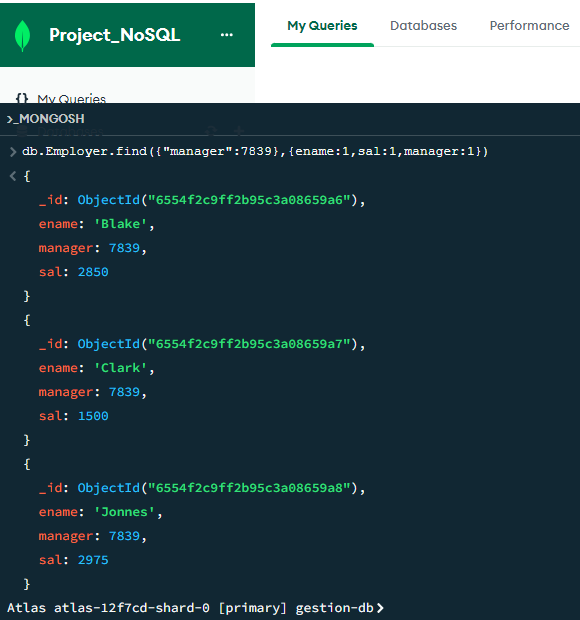 Project_NoSQL ...
My Queries Databases Performance
{} My Queries
>_MONGOSH
> db.Employer.find({"manager":7839},{ename:1,sal:1,manager:1})
< {
_id: ObjectId("6554f2c9ff2b95c3a08659a6"),
ename: 'Blake',
manager: 7839,
sal: 2850
}
{
_id: ObjectId("6554f2c9ff2b95c3a08659a7"),
ename: 'Clark',
manager: 7839,
sal: 1500
}
{
_id: ObjectId("6554f2c9ff2b95c3a08659a8"),
ename: 'Jonnes',
manager: 7839,
sal: 2975
}
Atlas atlas-12f7cd-shard-0 [primary] gestion-db>